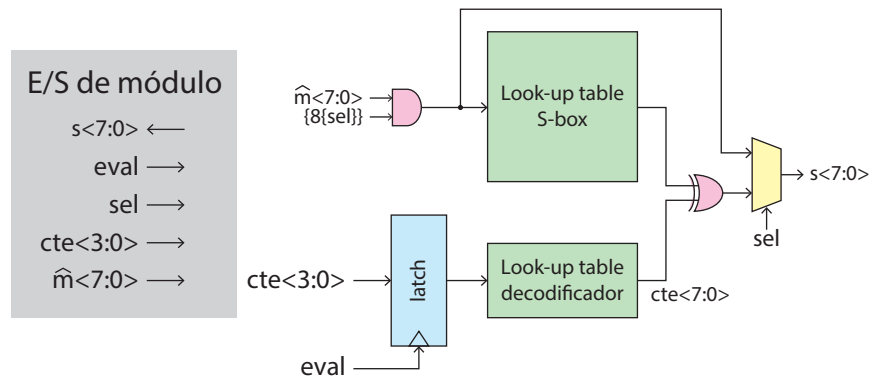 E/S de módulo
s<7:0>
eval
sel
cte<3:0>
m̂<7:0>
m̂<7:0>
{8{sel}}
Look-up table
S-box
s<7:0>
sel
cte<3:0>
latch
Look-up table
decodificador
cte<7:0>
eval